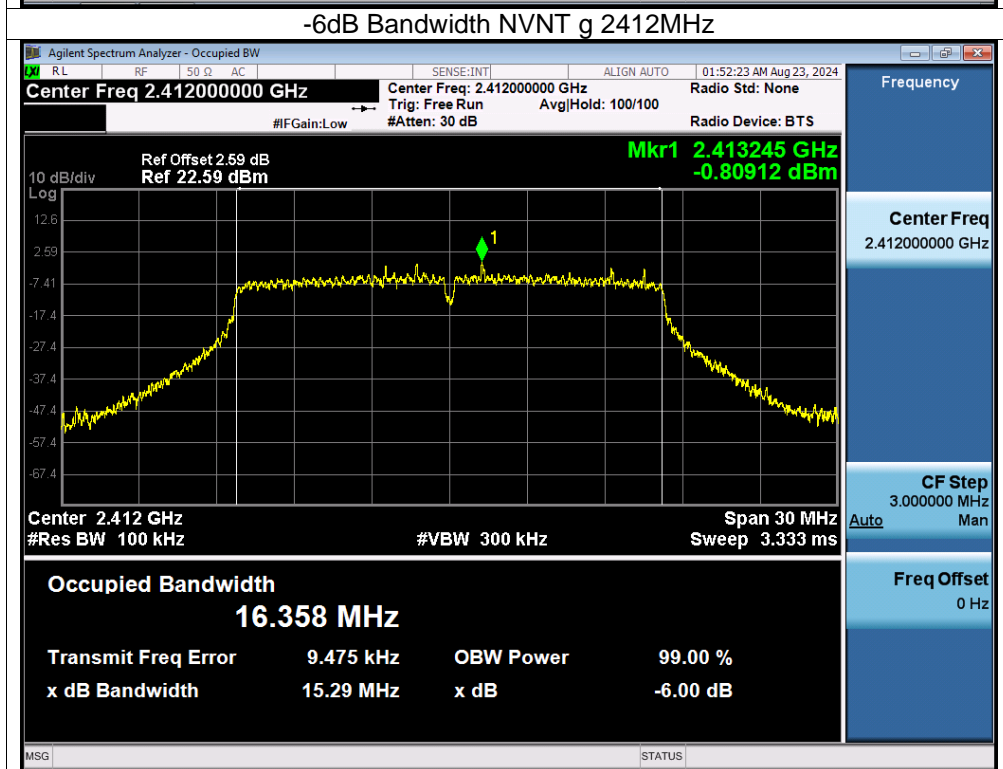 -6dB Bandwidth NVNT g 2412MHz
Agilent Spectrum Analyzer - Occupied BW
LXI RL RF 50 Ω AC SENSE:INT ALIGN AUTO 01:52:23 AM Aug 23, 2024
Center Freq 2.412000000 GHz
Center Freq: 2.412000000 GHz Radio Std: None
Trig: Free Run Avg|Hold: 100/100
#IFGain:Low #Atten: 30 dB Radio Device: BTS
Mkr1 2.413245 GHz
-0.80912 dBm
Ref Offset 2.59 dB
10 dB/div Ref 22.59 dBm
Log
12.6
2.59
-7.41
-17.4
-27.4
-37.4
-47.4
-57.4
-67.4
1
Center 2.412 GHz Span 30 MHz
#Res BW 100 kHz #VBW 300 kHz Sweep 3.333 ms
Occupied Bandwidth
16.358 MHz
Transmit Freq Error 9.475 kHz OBW Power 99.00 %
x dB Bandwidth 15.29 MHz x dB -6.00 dB
MSG STATUS
Frequency
Center Freq
2.412000000 GHz
CF Step
3.000000 MHz
Auto Man
Freq Offset
0 Hz